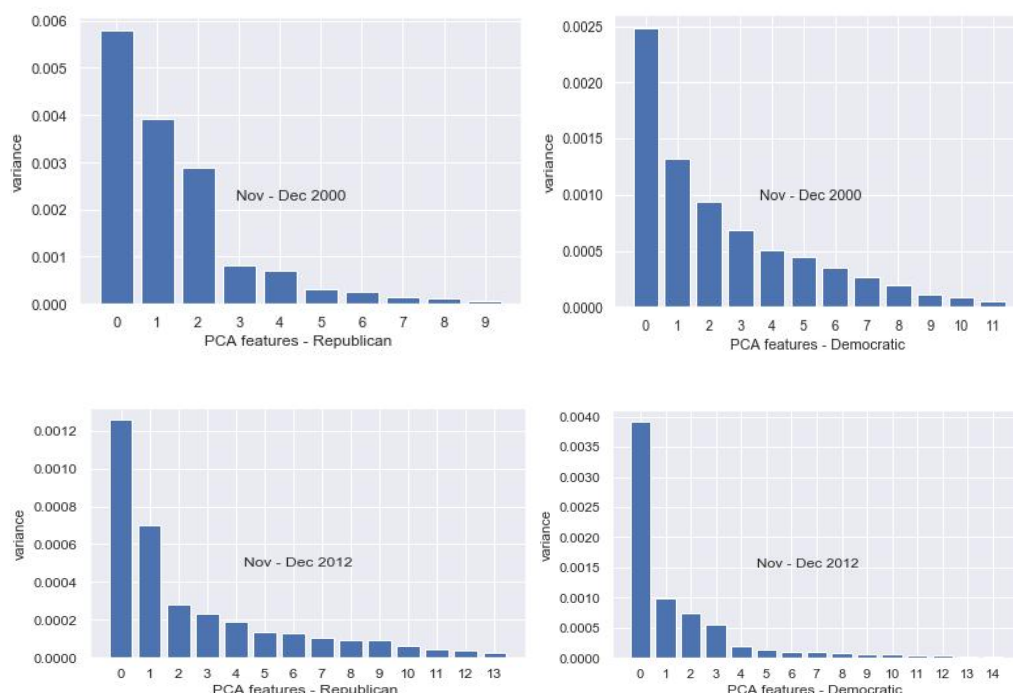 0.006
0.005
0.004
0.003
0.002
0.001
0.000
variance
Nov - Dec 2000
0 1 2 3 4 5 6 7 8 9
PCA features - Republican
0.0025
0.0020
0.0015
0.0010
0.0005
0.0000
variance
Nov - Dec 2000
0 1 2 3 4 5 6 7 8 9 10 11
PCA features - Democratic
0.0012
0.0010
0.0008
0.0006
0.0004
0.0002
0.0000
variance
Nov - Dec 2012
0 1 2 3 4 5 6 7 8 9 10 11 12 13
PCA features - Republican
0.0040
0.0035
0.0030
0.0025
0.0020
0.0015
0.0010
0.0005
0.0000
variance
Nov - Dec 2012
0 1 2 3 4 5 6 7 8 9 10 11 12 13 14
PCA features - Democratic